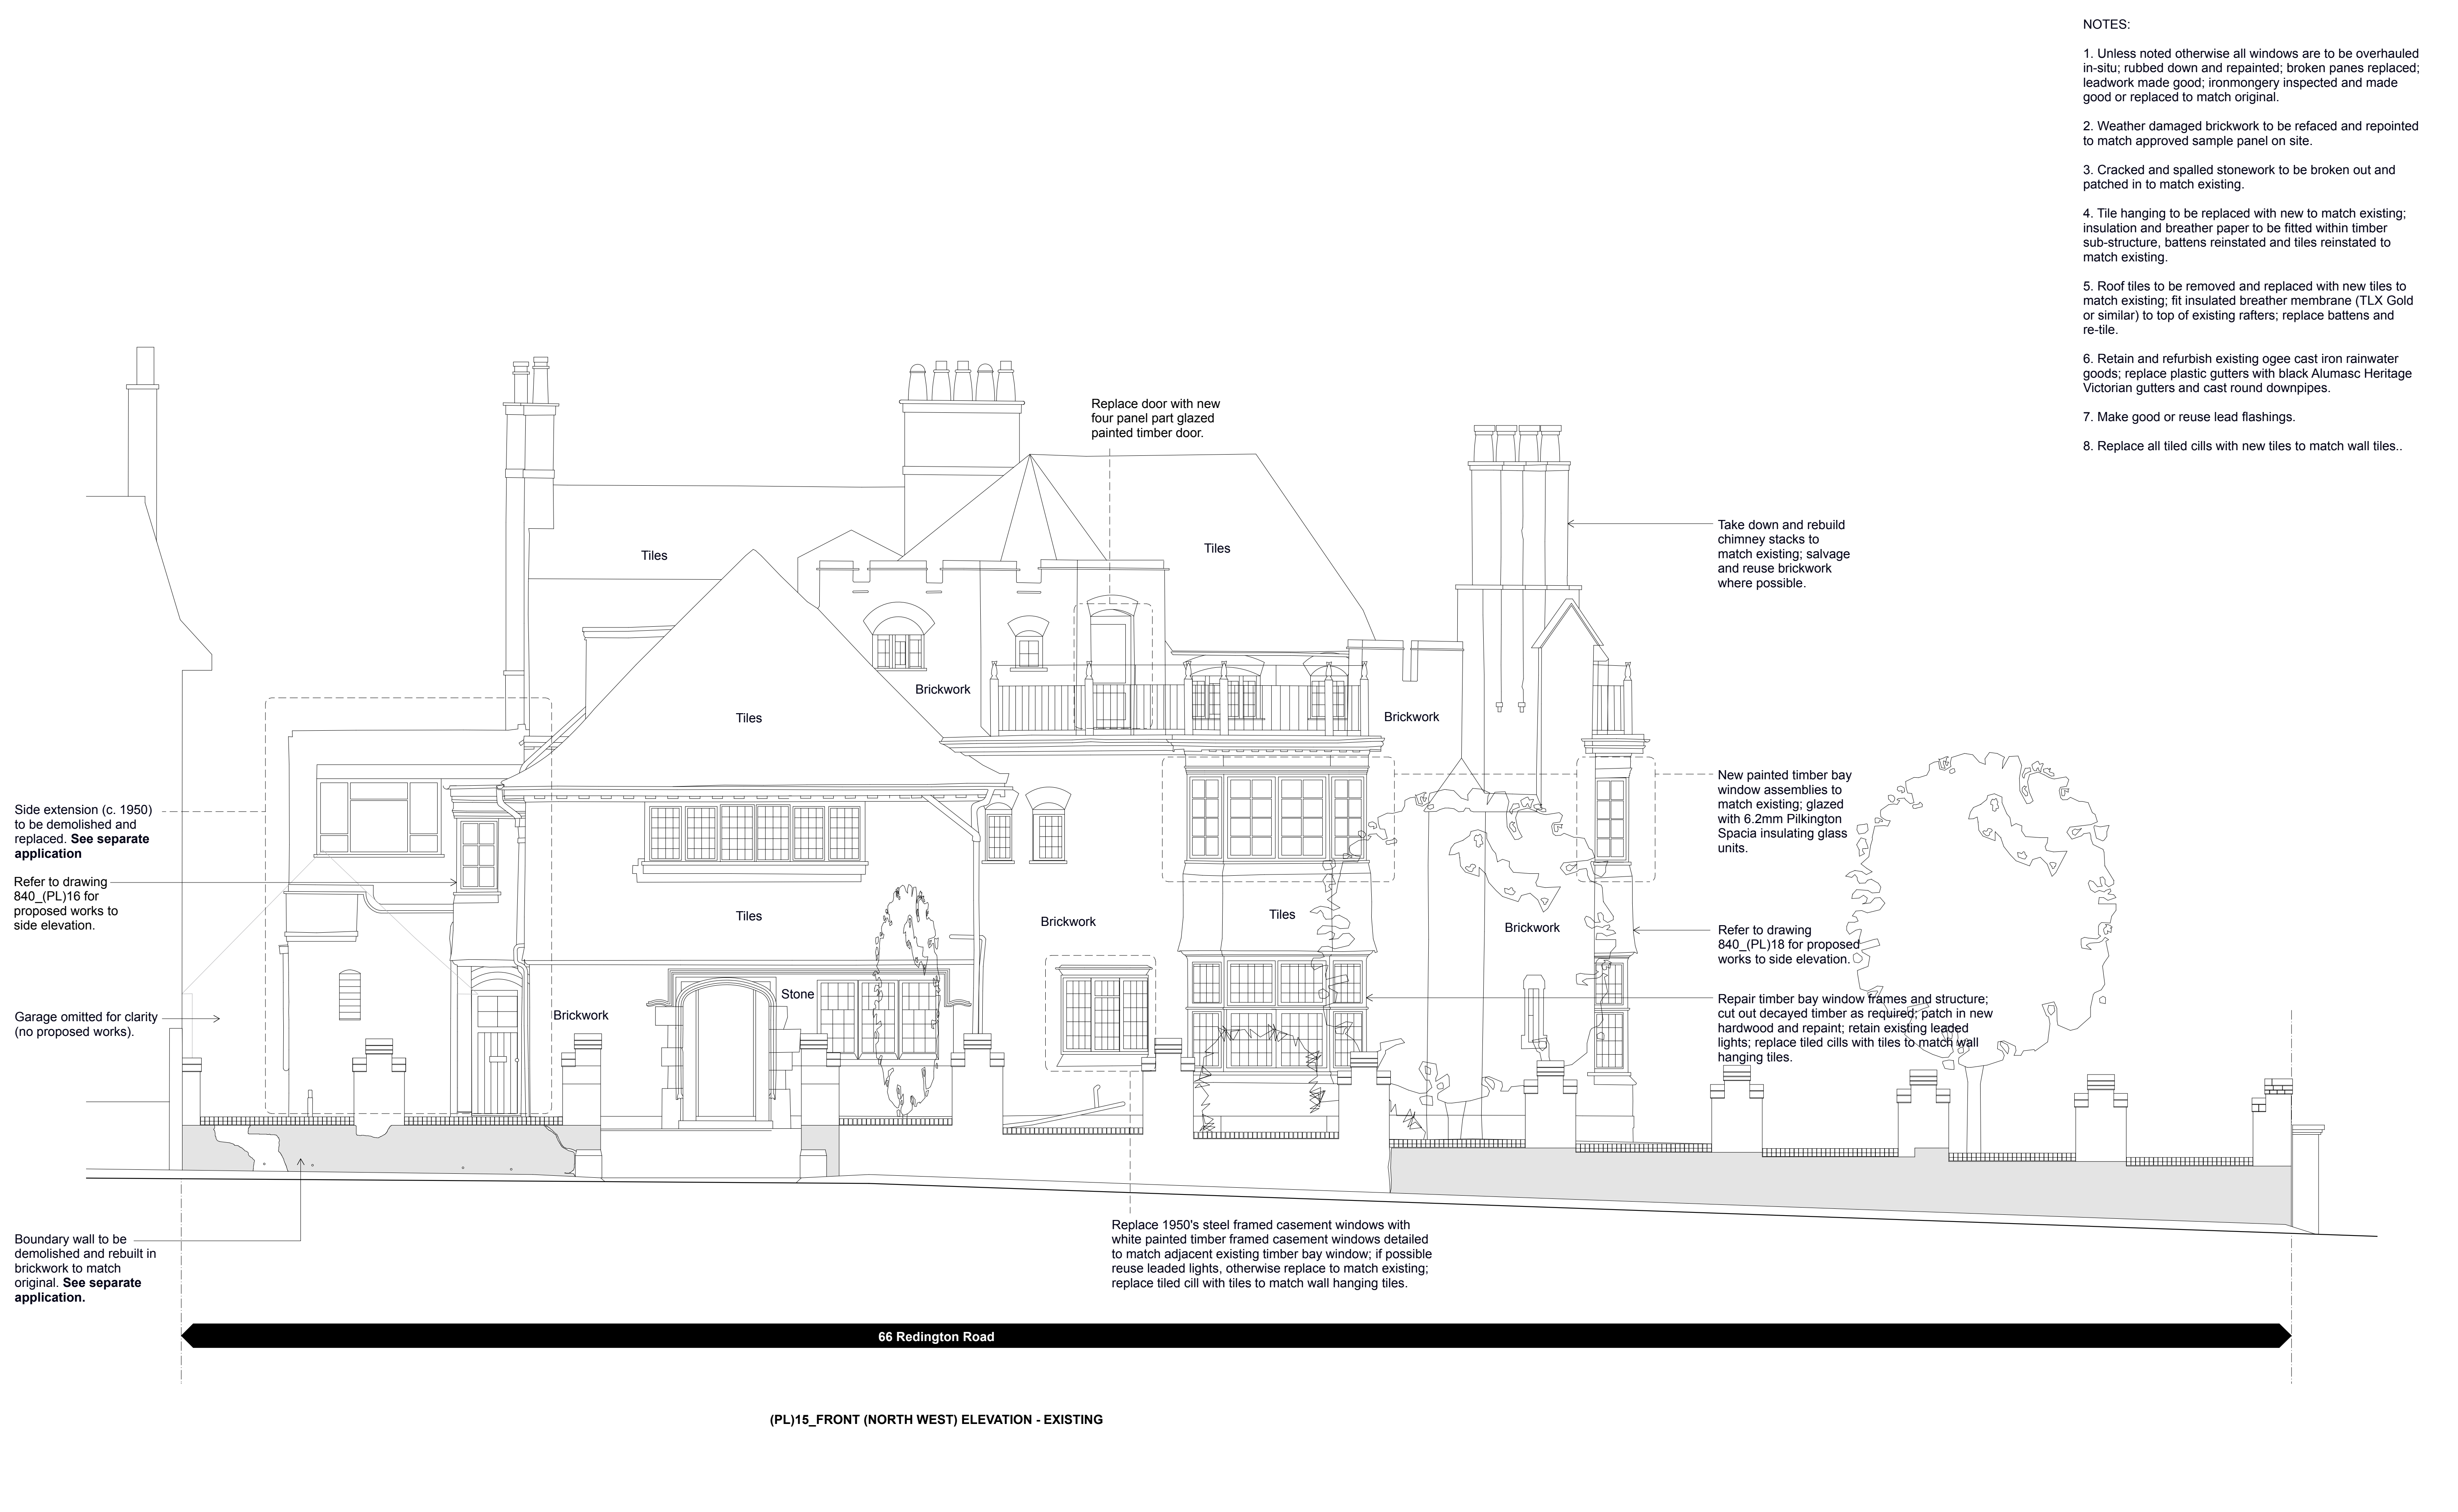 NOTES:
1. Unless noted otherwise all windows are to be overhauled
in-situ; rubbed down and repainted; broken panes replaced;
leadwork made good; ironmongery inspected and made
good or replaced to match original.
2. Weather damaged brickwork to be refaced and repointed
to match approved sample panel on site.
3. Cracked and spalled stonework to be broken out and
patched in to match existing.
4. Tile hanging to be replaced with new to match existing;
insulation and breather paper to be fitted within timber
sub-structure, battens reinstated and tiles reinstated to
match existing.
5. Roof tiles to be removed and replaced with new tiles to
match existing; fit insulated breather membrane (TLX Gold
or similar) to top of existing rafters; replace battens and
re-tile.
6. Retain and refurbish existing ogee cast iron rainwater
goods; replace plastic gutters with black Alumasc Heritage
Victorian gutters and cast round downpipes.
7. Make good or reuse lead flashings.
8. Replace all tiled cills with new tiles to match wall tiles..
Replace door with new
four panel part glazed
painted timber door.
Take down and rebuild
chimney stacks to
match existing; salvage
and reuse brickwork
where possible.
Tiles
Tiles
Brickwork
Tiles
Brickwork
New painted timber bay
window assemblies to
match existing; glazed
with 6.2mm Pilkington
Spacia insulating glass
units.
Side extension (c. 1950)
to be demolished and
replaced. See separate
application
Refer to drawing
840_(PL)16 for
proposed works to
side elevation.
Tiles
Brickwork
Tiles
Brickwork
Refer to drawing
840_(PL)18 for proposed
works to side elevation.
Stone
Brickwork
Garage omitted for clarity
(no proposed works).
Repair timber bay window frames and structure;
cut out decayed timber as required; patch in new
hardwood and repaint; retain existing leaded
lights; replace tiled cills with tiles to match wall
hanging tiles.
Boundary wall to be
demolished and rebuilt in
brickwork to match
original. See separate
application.
Replace 1950's steel framed casement windows with
white painted timber framed casement windows detailed
to match adjacent existing timber bay window; if possible
reuse leaded lights, otherwise replace to match existing;
replace tiled cill with tiles to match wall hanging tiles.
66 Redington Road
(PL)15_FRONT (NORTH WEST) ELEVATION - EXISTING